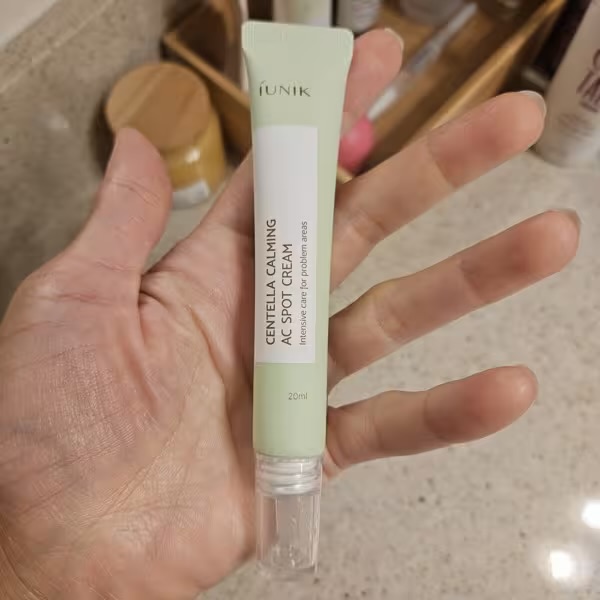 iUNIK
CENTELLA CALMING
AC SPOT CREAM
Intensive care for problem areas
20ml